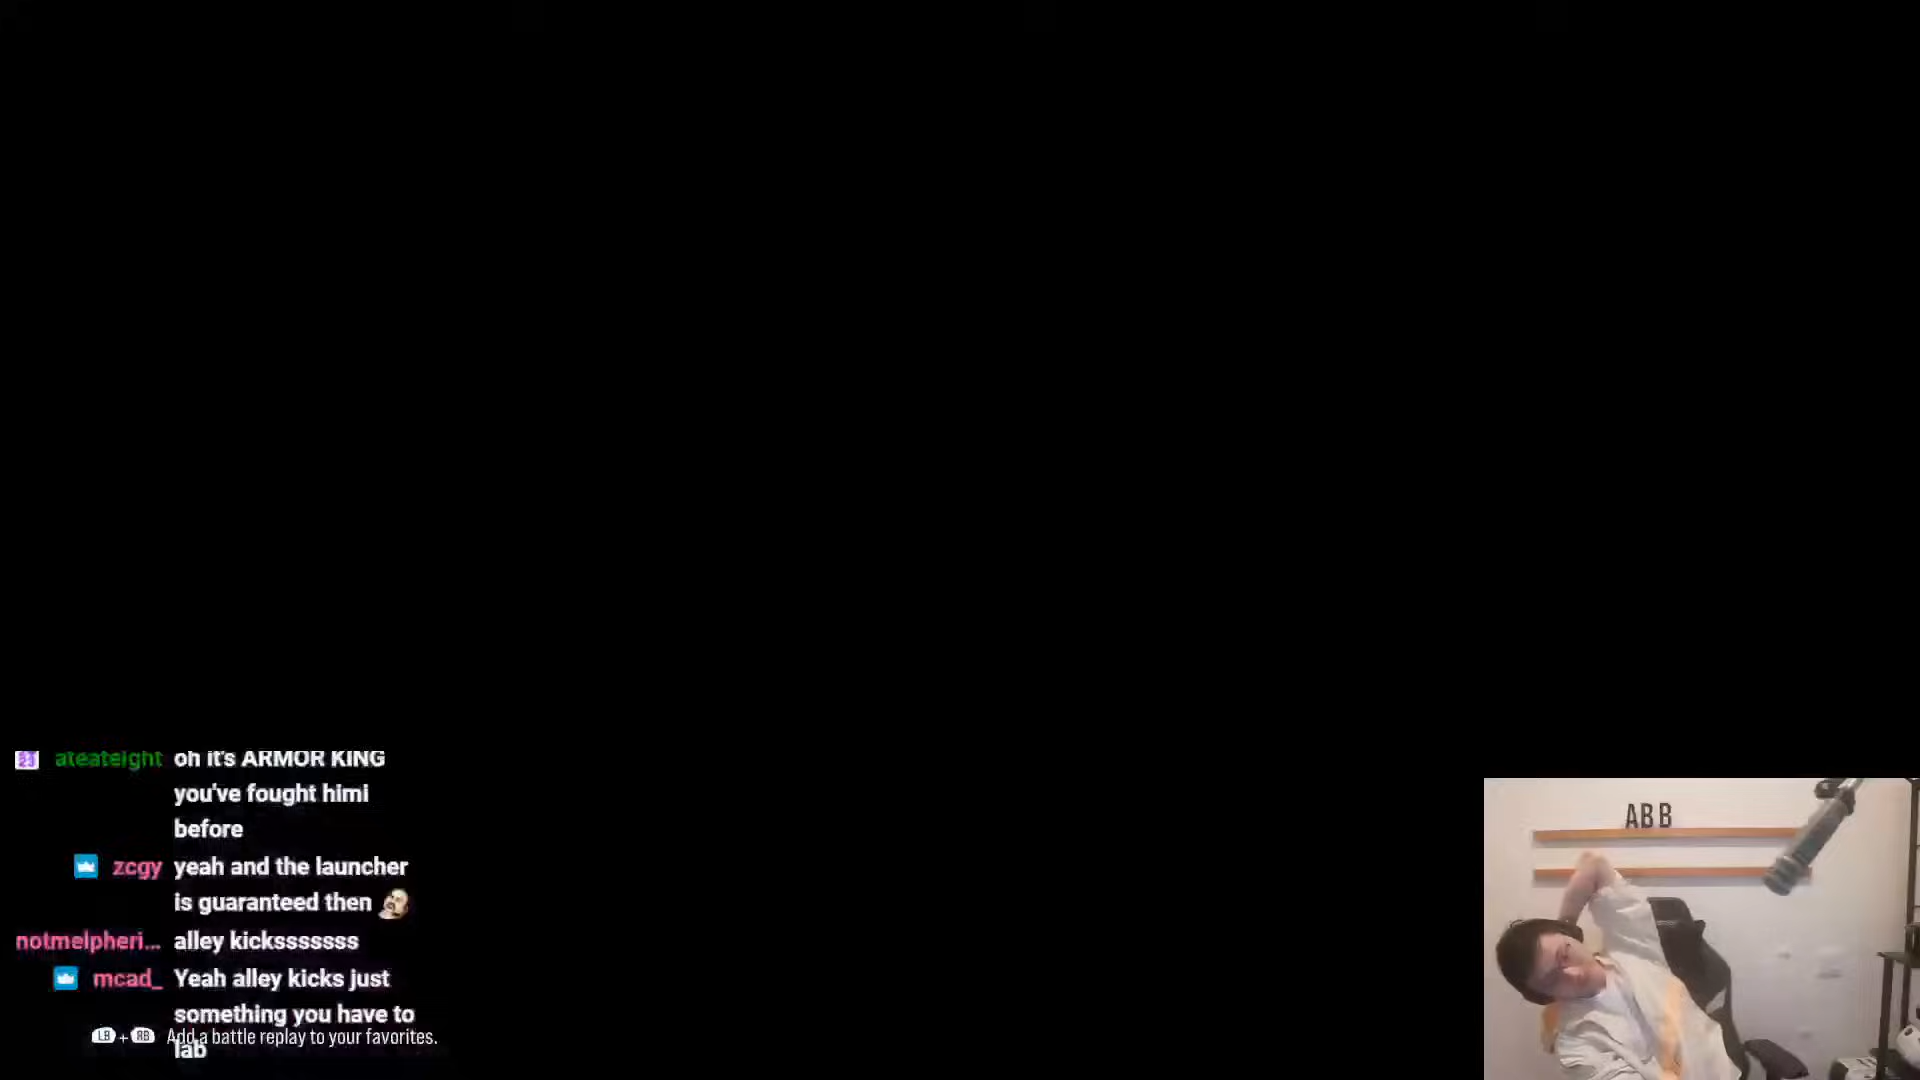 oh it's ARMOR KING
ateateight
you've fought himi
before
zcgy yeah and the launcher
is guaranteed then
notmelpheri... alley kicksssssss
mcad_ Yeah alley kicks just
something you have to
LB + RB Add a battle replay to your favorites.
lab
ABB